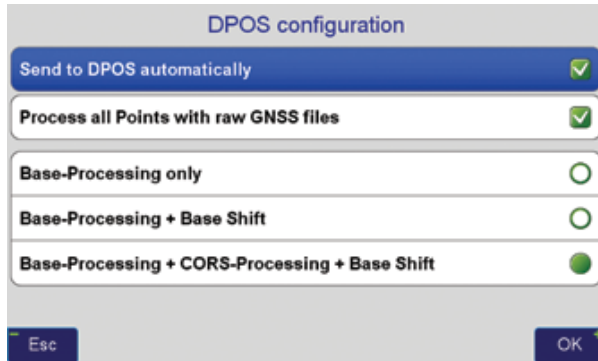 DPOS configuration
Send to DPOS automatically
Process all Points with raw GNSS files
Base-Processing only
Base-Processing + Base Shift
Base-Processing + CORS-Processing + Base Shift
Esc
OK